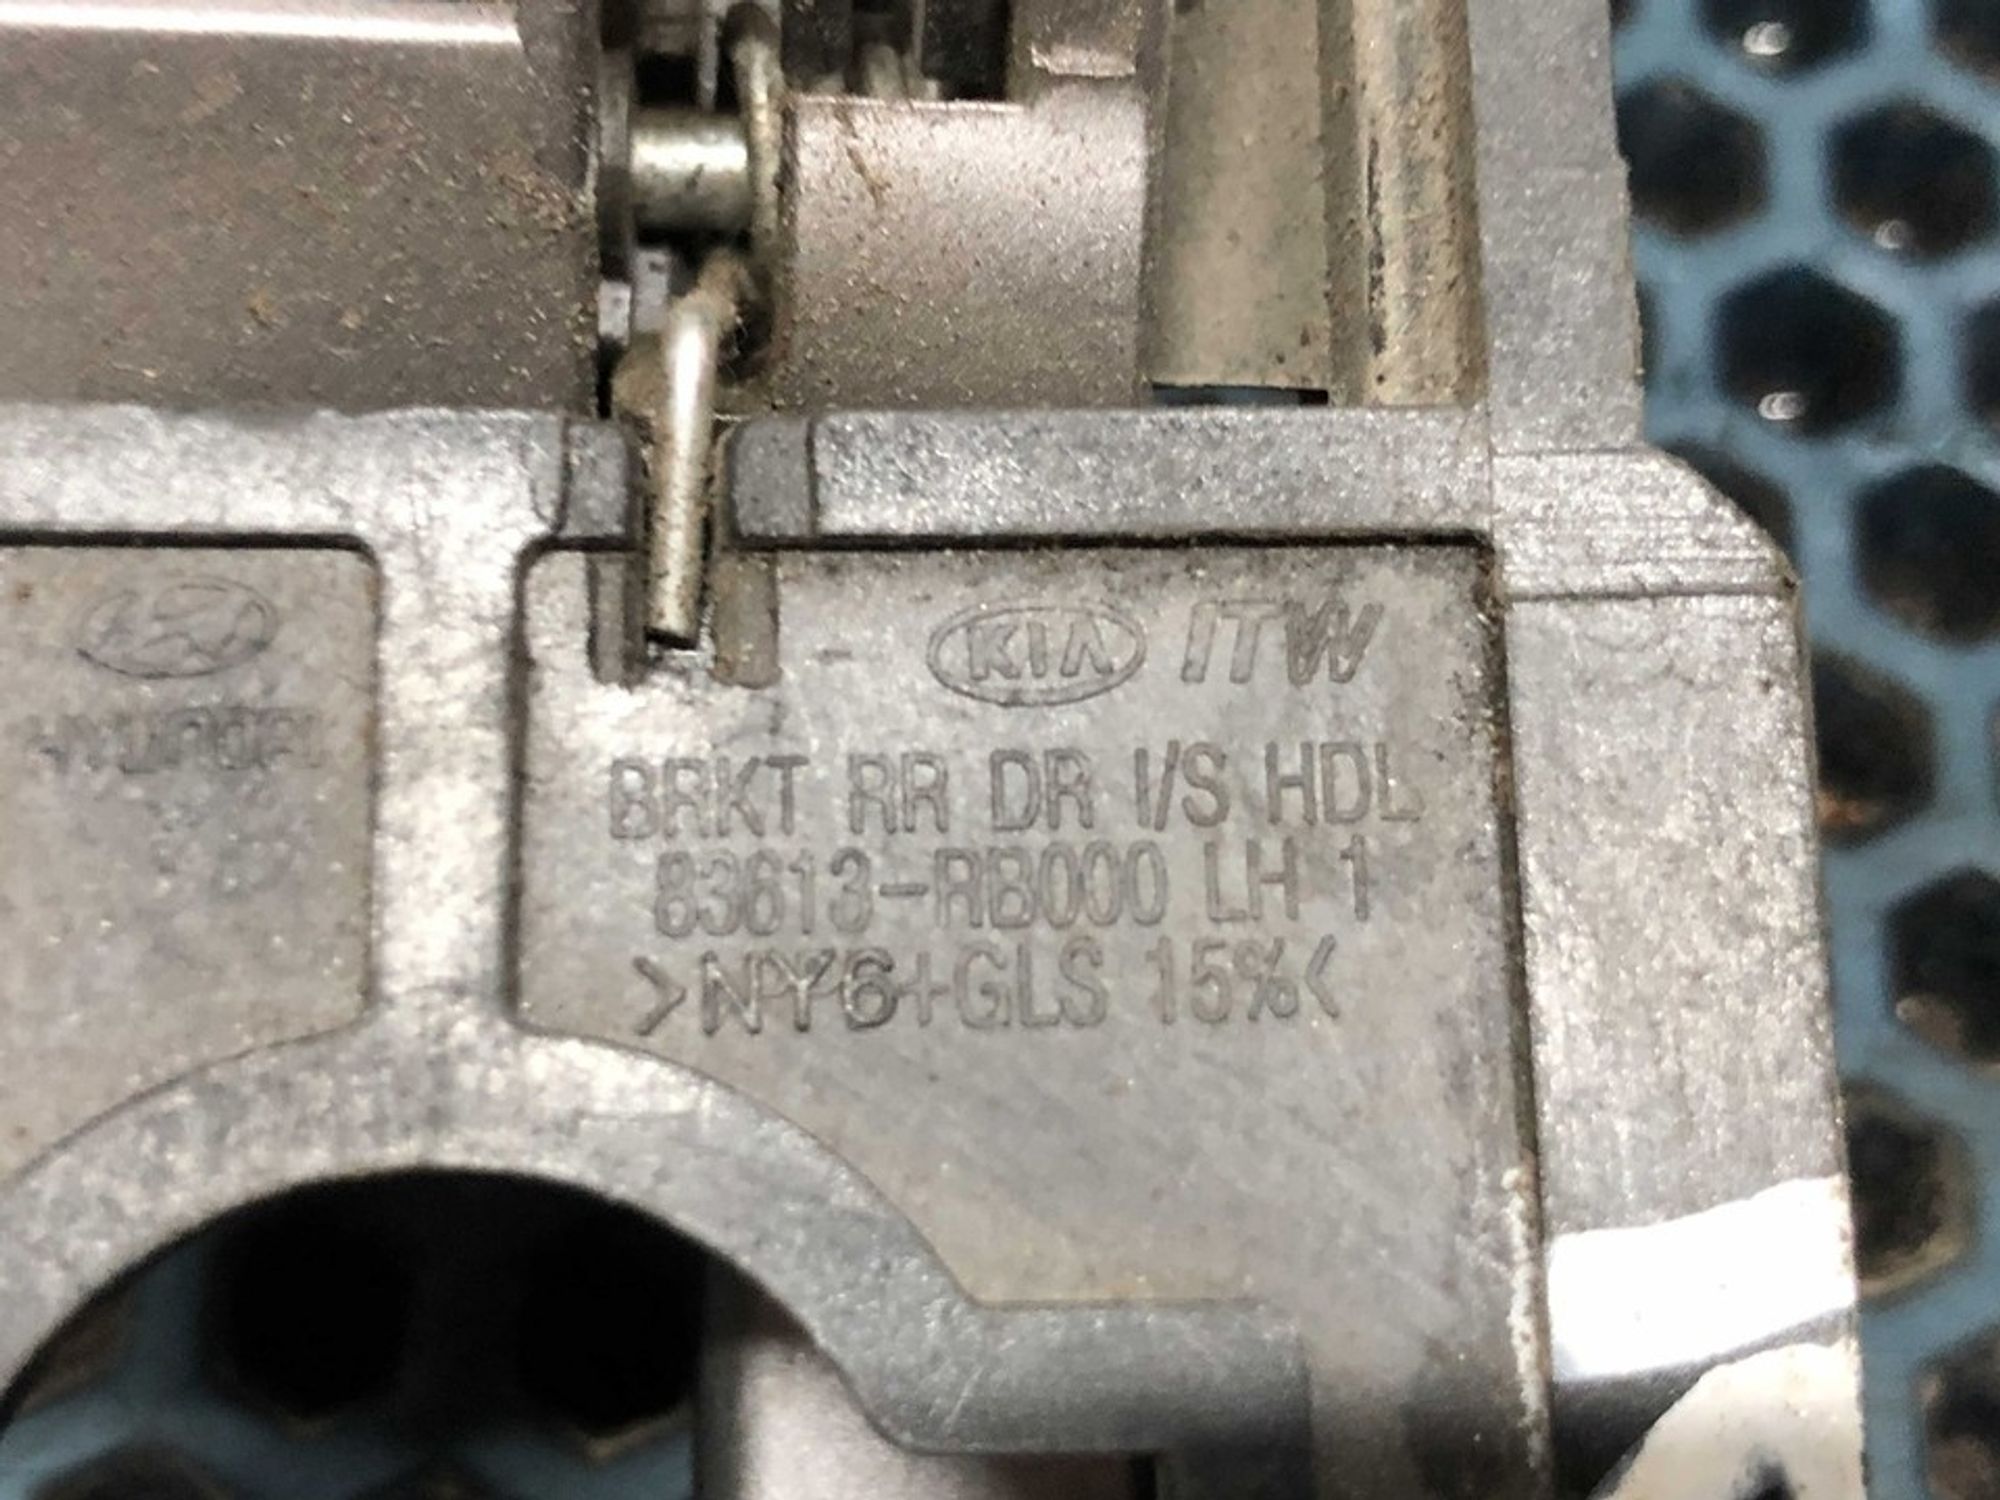 KIA ITW
HYUNDAI
BRKT RR DR I/S HDL
83613-RB000 LH 1
>NY6+GLS 15%<